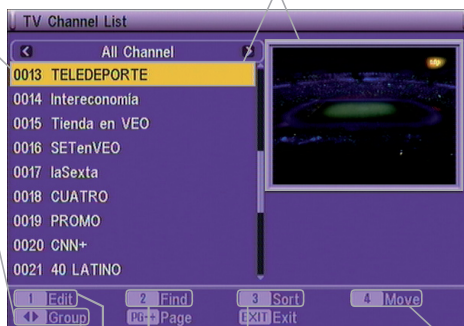 TV Channel List
All Channel
0013 TELEDEPORTE
0014 Intereconomía
0015 Tienda en VEO
0016 SETenVEO
0017 laSexta
0018 CUATRO
0019 PROMO
0020 CNN+
0021 40 LATINO
1 Edit 2 Find 3 Sort 4 Move
Group PG-+ Page EXIT Exit